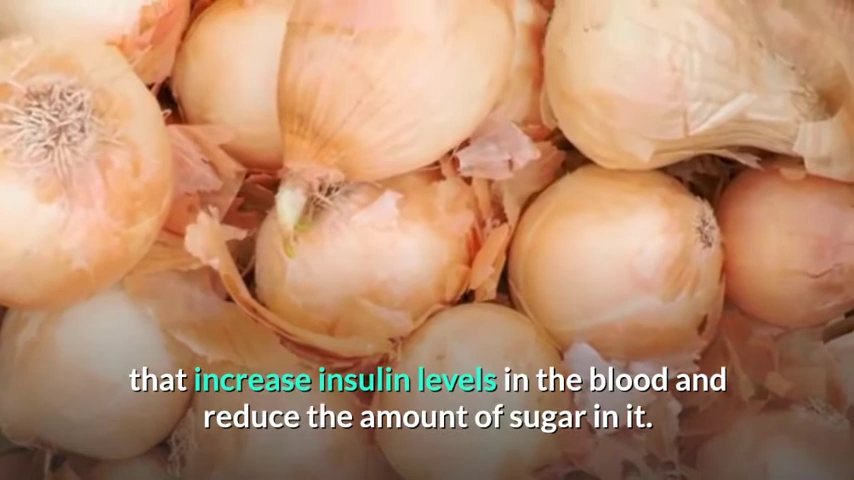 that increase insulin levels in the blood and
reduce the amount of sugar in it.